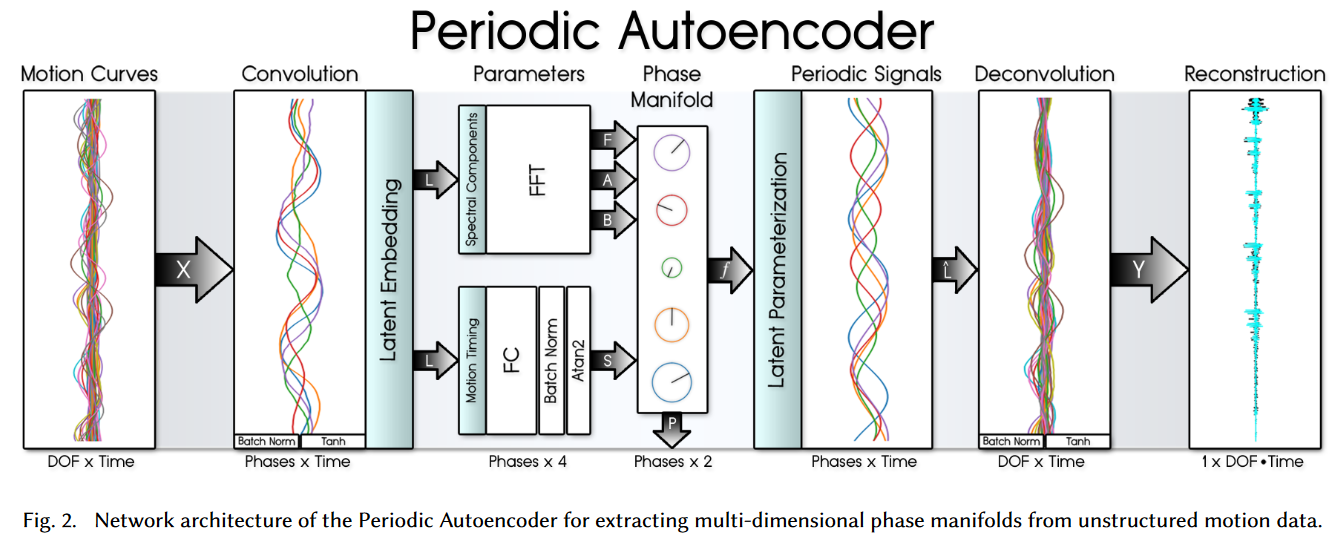 Periodic Autoencoder
Motion Curves
Convolution
Parameters
Phase
Manifold
Periodic Signals
Deconvolution
Reconstruction
X
Latent Embedding
L
Spectral Components
FFT
F
A
B
L
Motion Timing
FC
Batch Norm
Atan2
S
P
f
Latent Parameterization
L̂
Y
Batch Norm
Tanh
Batch Norm
Tanh
DOF x Time
Phases x Time
Phases x 4
Phases x 2
Phases x Time
DOF x Time
1 x DOF•Time
Fig. 2. Network architecture of the Periodic Autoencoder for extracting multi-dimensional phase manifolds from unstructured motion data.